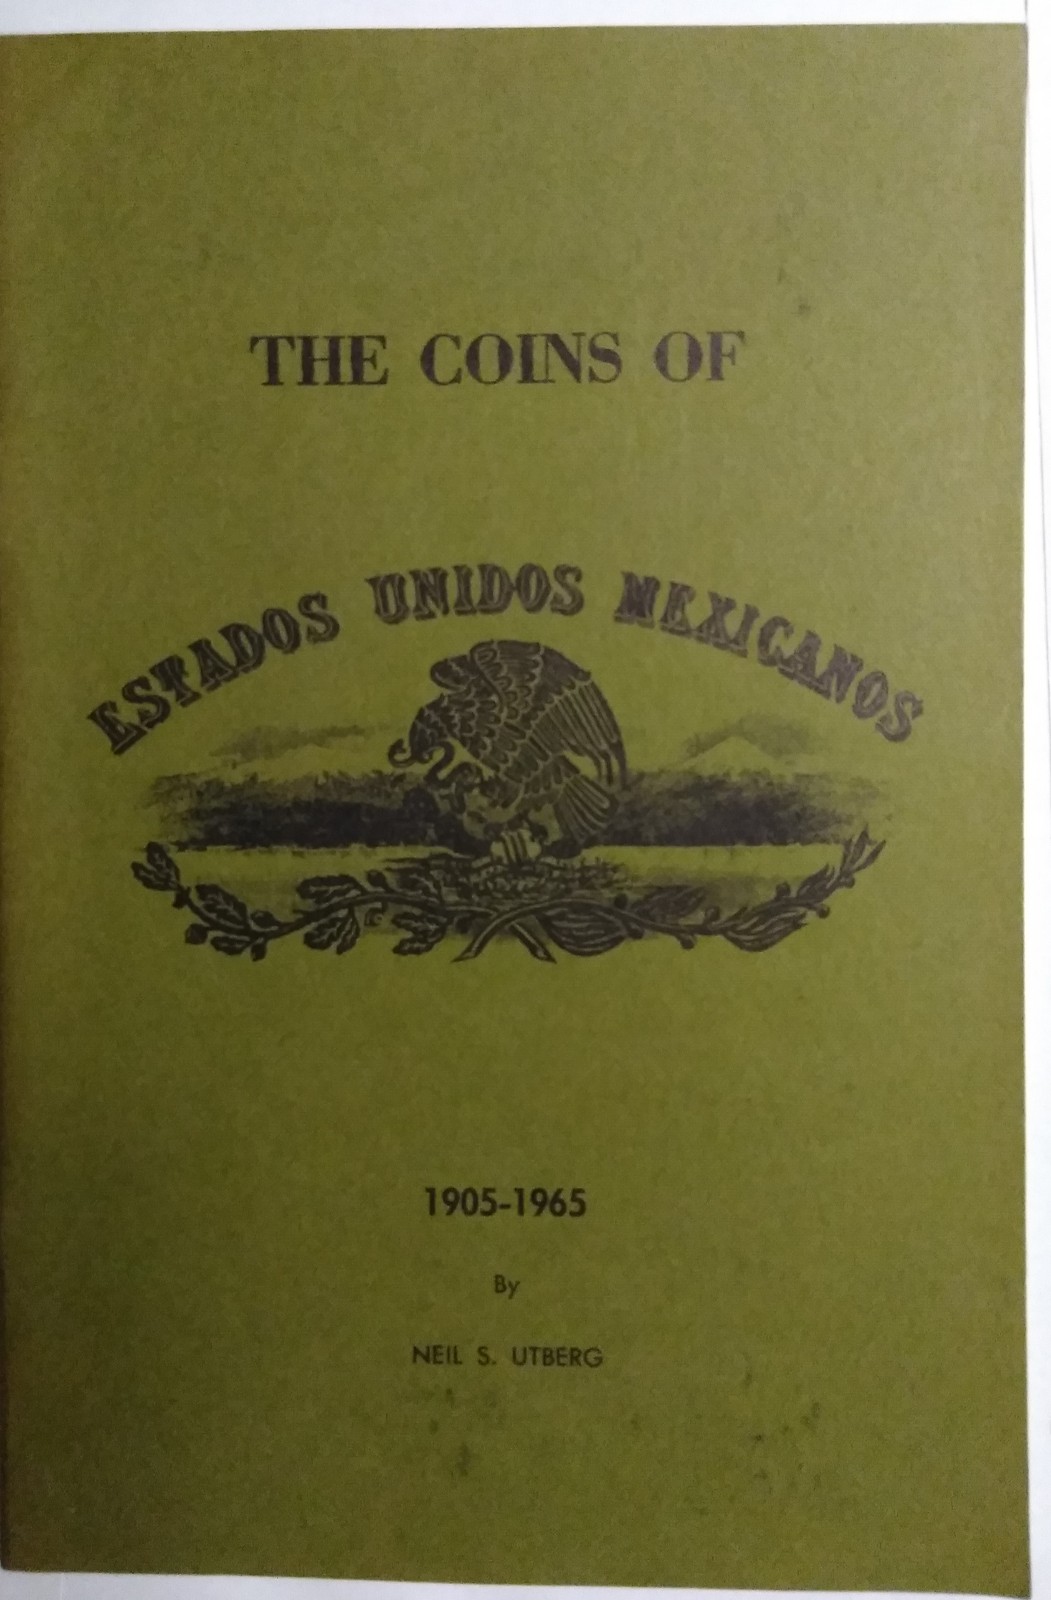 THE COINS OF
ESTADOS UNIDOS MEXICANOS
1905-1965
By
NEIL S. UTBERG